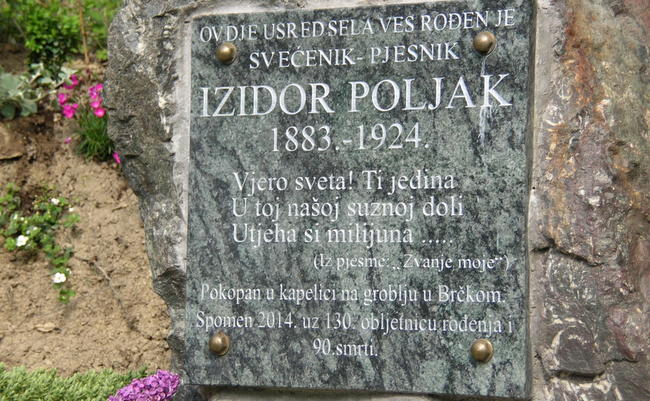 OVDJE USRED SELA VES ROĐEN JE
SVEĆENIK- PJESNIK
IZIDOR POLJAK
1883.-1924.
Vjero sveta! Ti jedina
U toj našoj suznoj doli
Utjeha si milijuna .....
(Iz pjesme:„Zvanje moje")
Pokopan u kapelici na groblju u Brčkom.
Spomen 2014. uz 130. obljetnicu rođenja i
90.smrti.